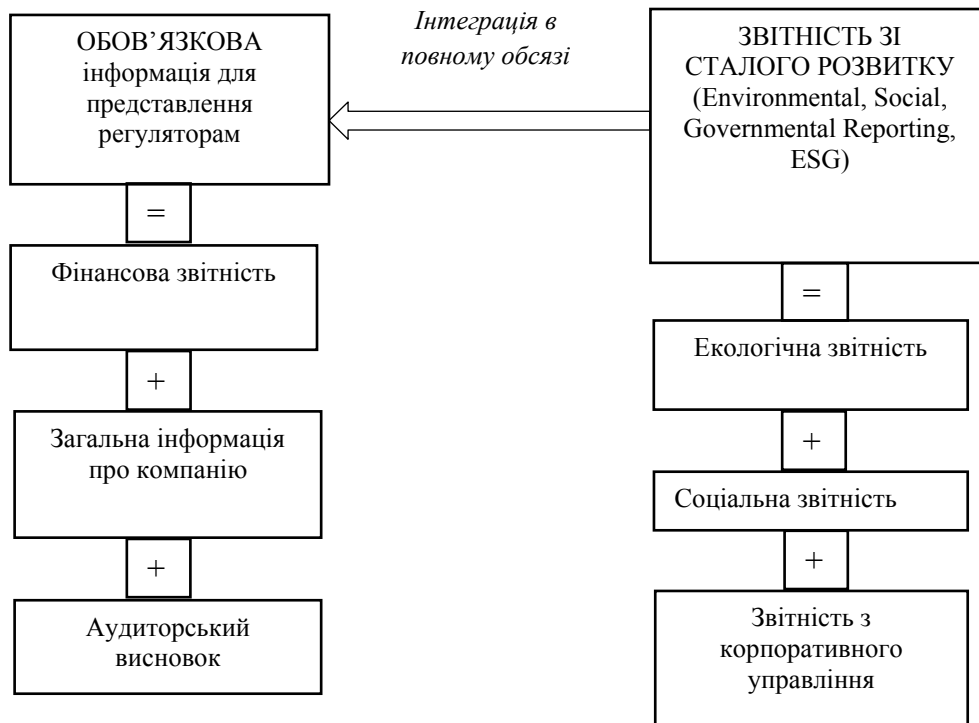 ОБОВ’ЯЗКОВА
інформація для
представлення
регуляторам
=
Фінансова звітність
+
Загальна інформація
про компанію
+
Аудиторський
висновок
Інтеграція в
повному обсязі
ЗВІТНІСТЬ ЗІ
СТАЛОГО РОЗВИТКУ
(Environmental, Social,
Governmental Reporting,
ESG)
=
Екологічна звітність
+
Соціальна звітність
+
Звітність з
корпоративного
управління